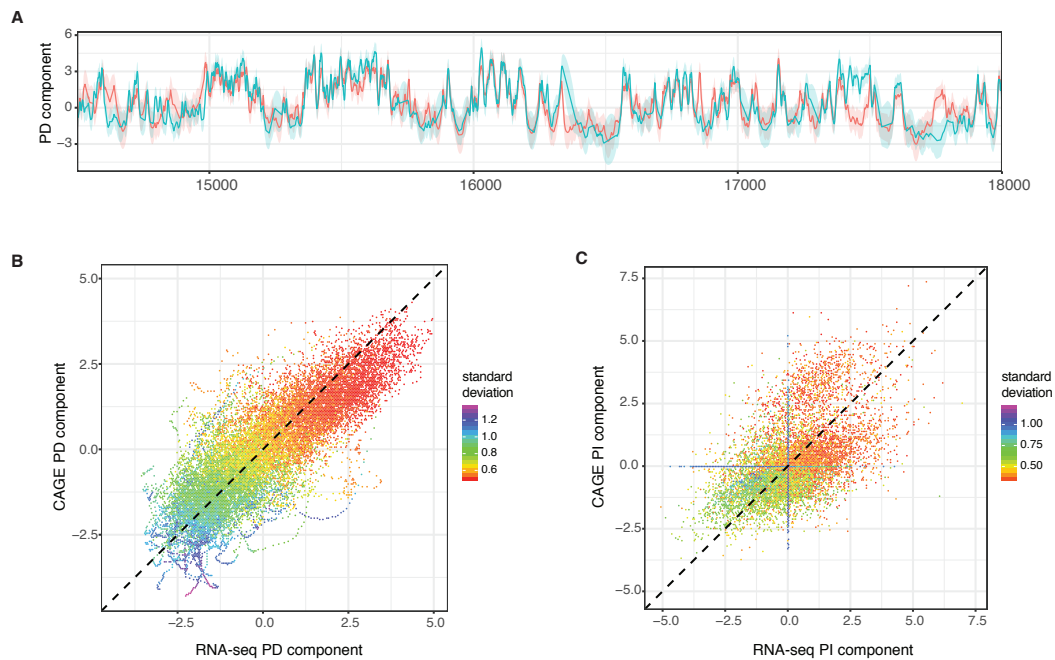 A
PD component
6
3
0
−3
15000
16000
17000
18000
B
CAGE PD component
5.0
2.5
0.0
−2.5
−2.5
0.0
2.5
5.0
RNA-seq PD component
standard
deviation
1.2
1.0
0.8
0.6
C
CAGE PI component
7.5
5.0
2.5
0.0
−2.5
−5.0
−5.0
−2.5
0.0
2.5
5.0
7.5
RNA-seq PI component
standard
deviation
1.00
0.75
0.50